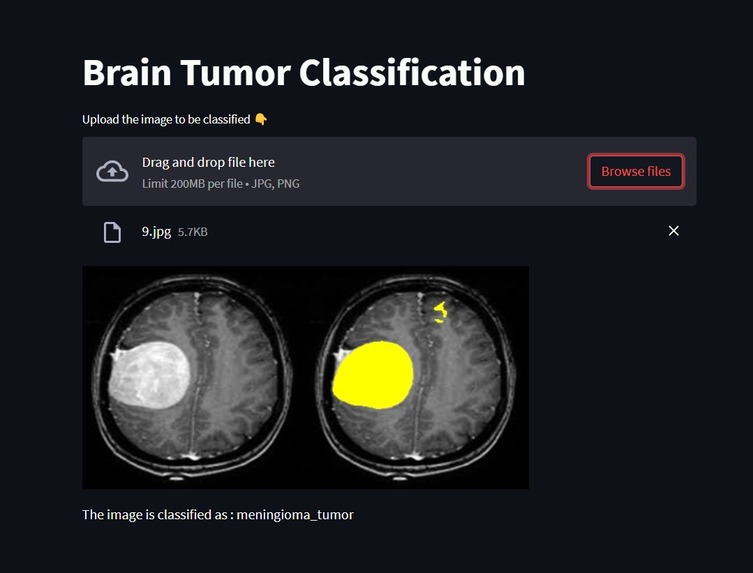 Brain Tumor Classification
Upload the image to be classified 👇
Drag and drop file here
Limit 200MB per file • JPG, PNG
Browse files
9.jpg 5.7KB
The image is classified as : meningioma_tumor